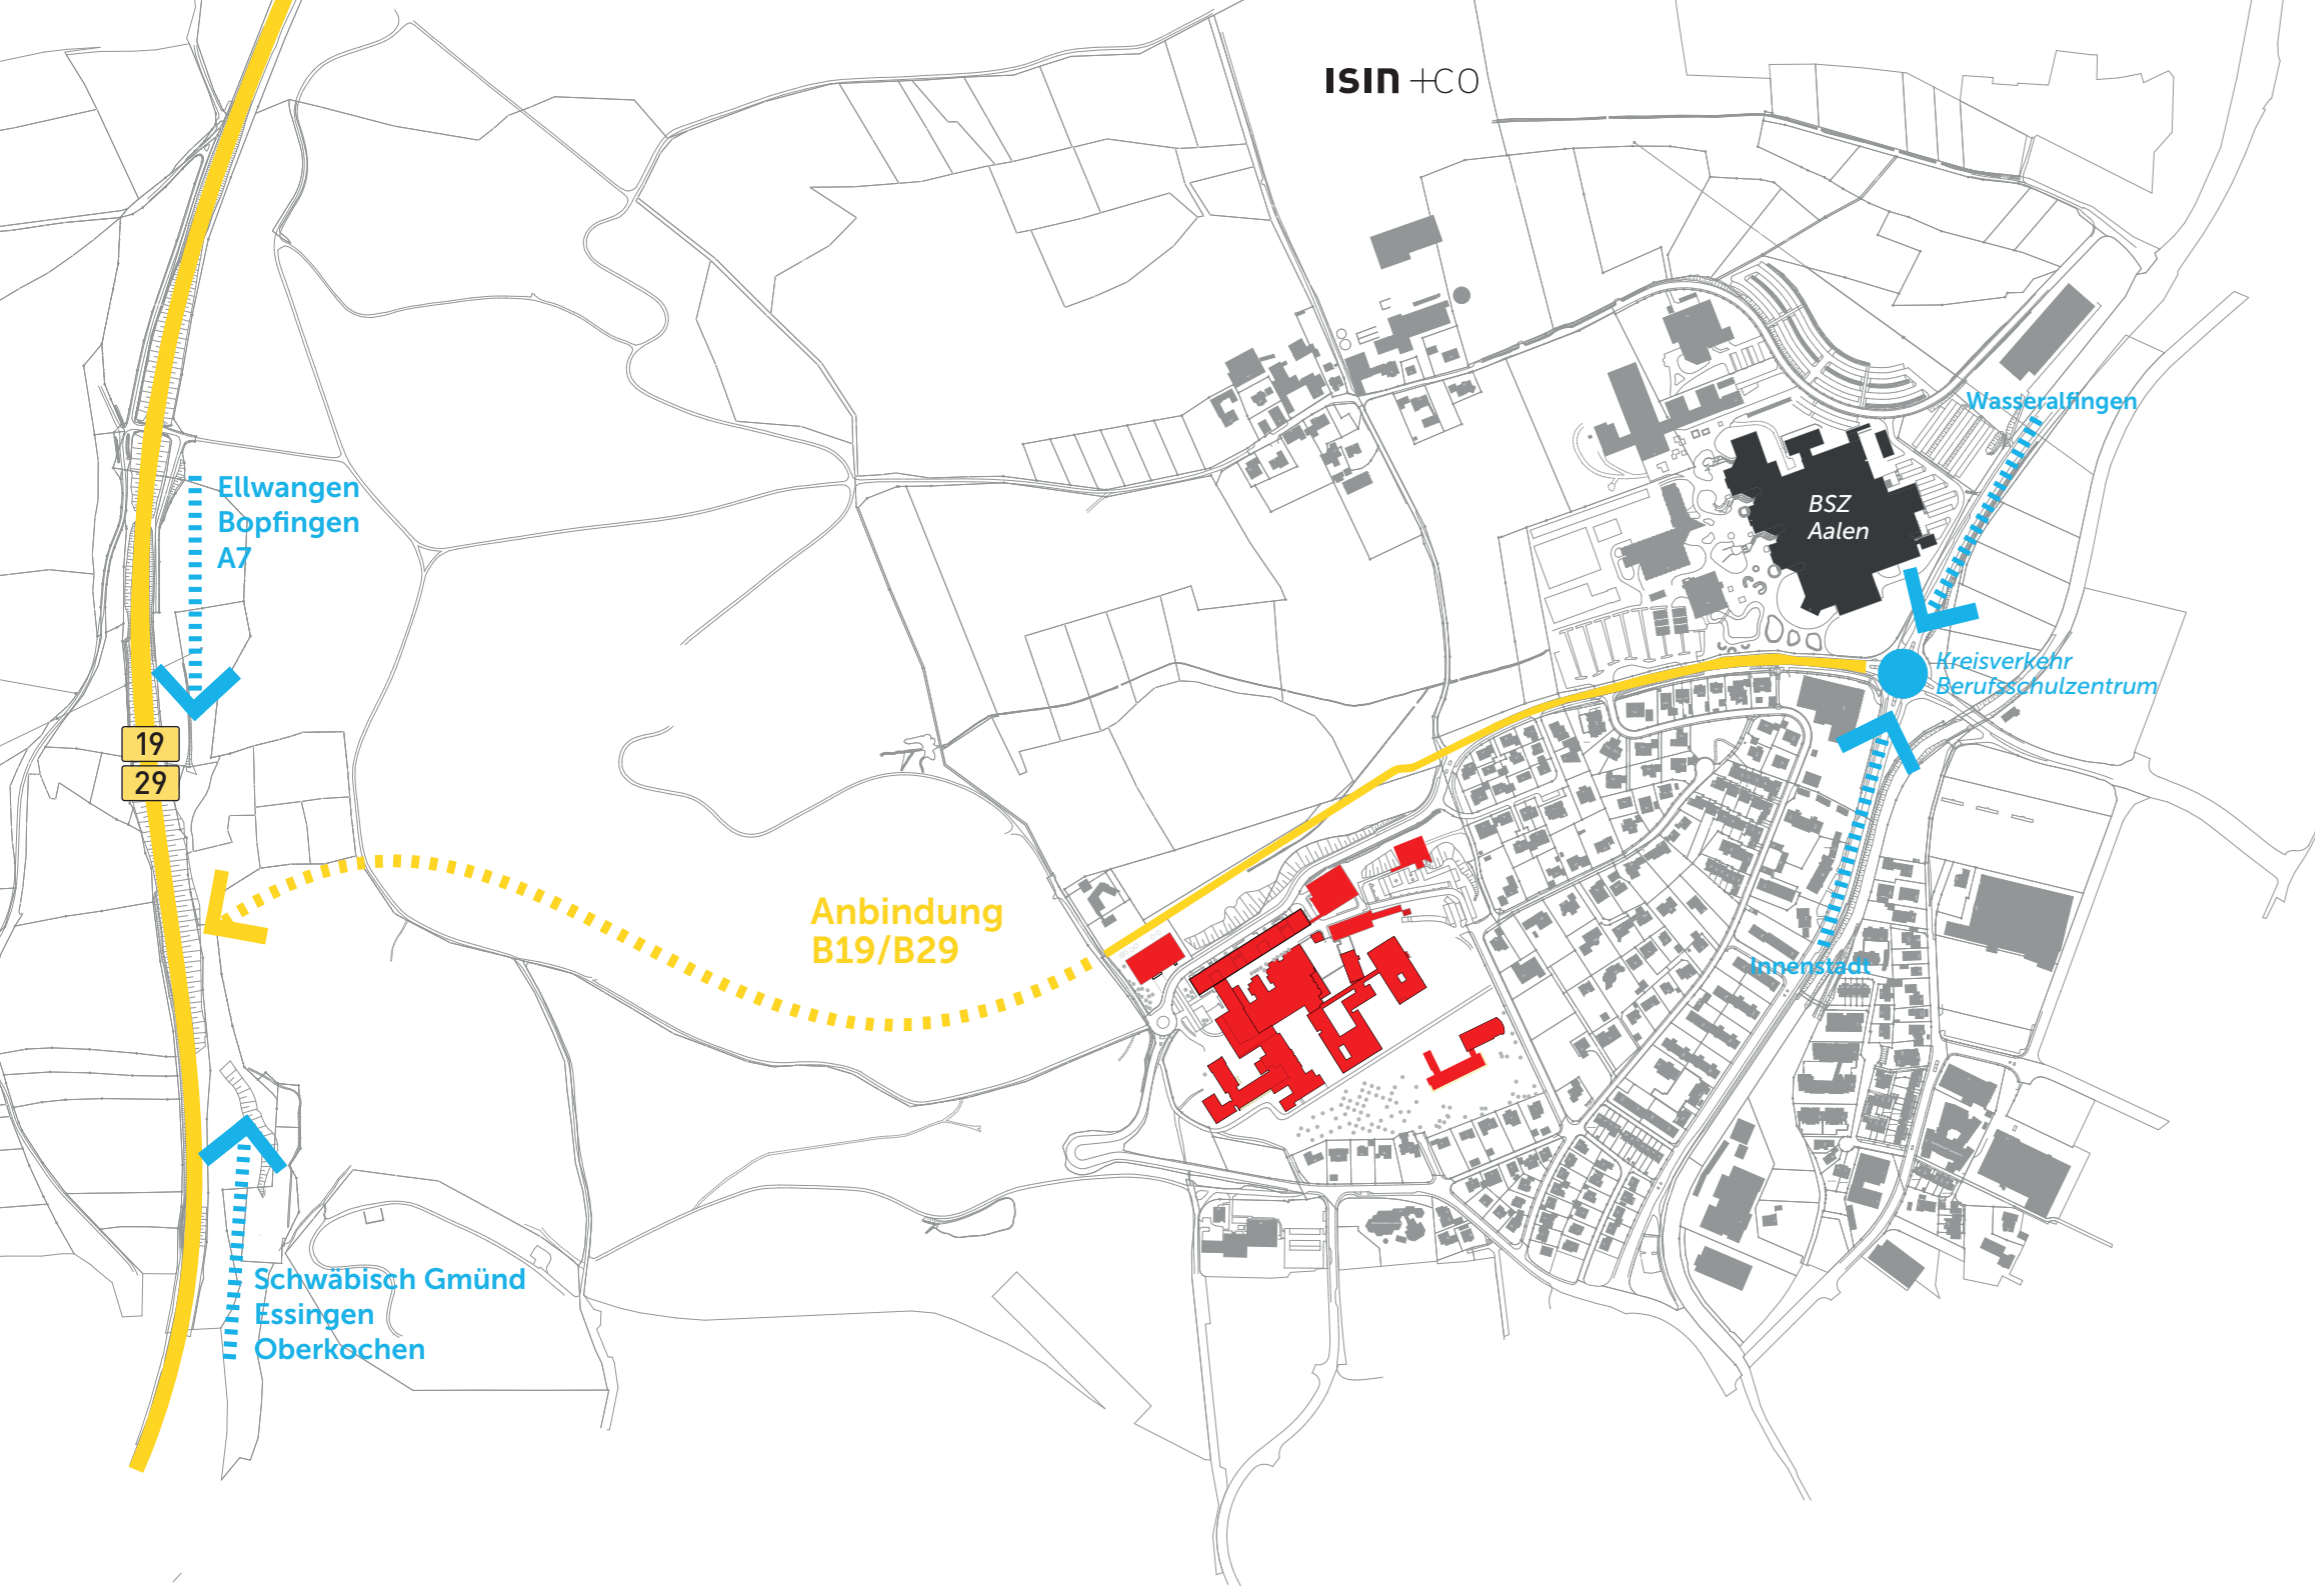 ISIN +CO
Wasseralfingen
Ellwangen
Bopfingen
A7
BSZ
Aalen
Kreisverkehr
Berufsschulzentrum
19
29
Anbindung
B19/B29
Innenstadt
Schwäbisch Gmünd
Essingen
Oberkochen